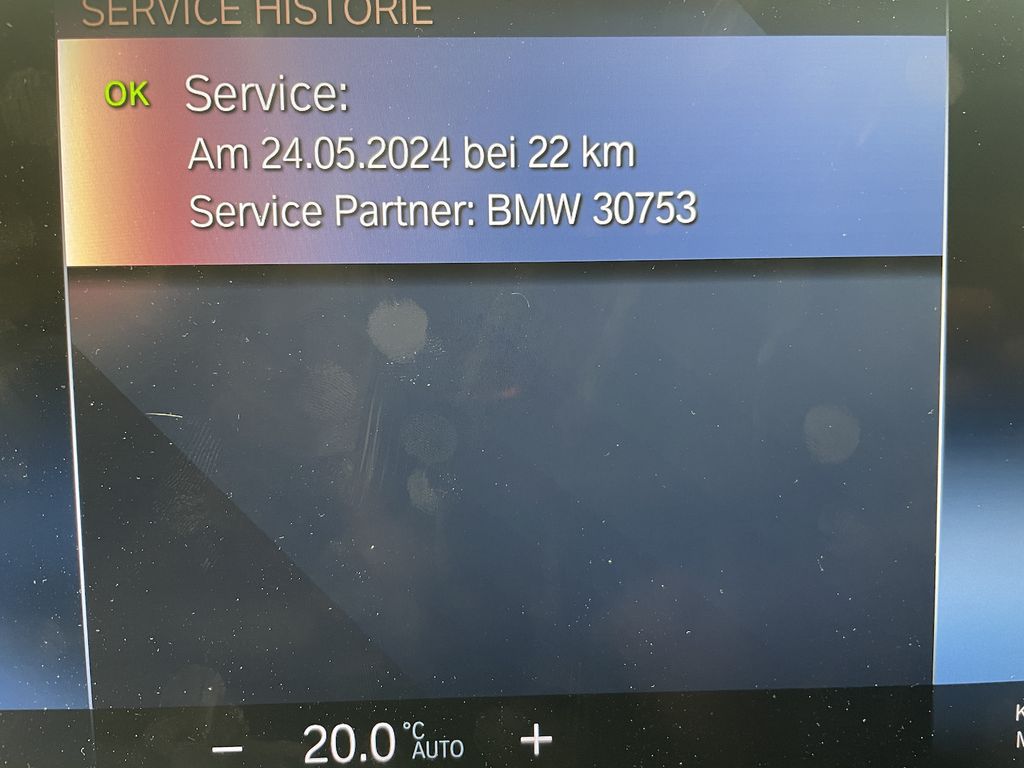 SERVICE HISTORIE
OK Service:
Am 24.05.2024 bei 22 km
Service Partner: BMW 30753
− 20.0 °C AUTO +